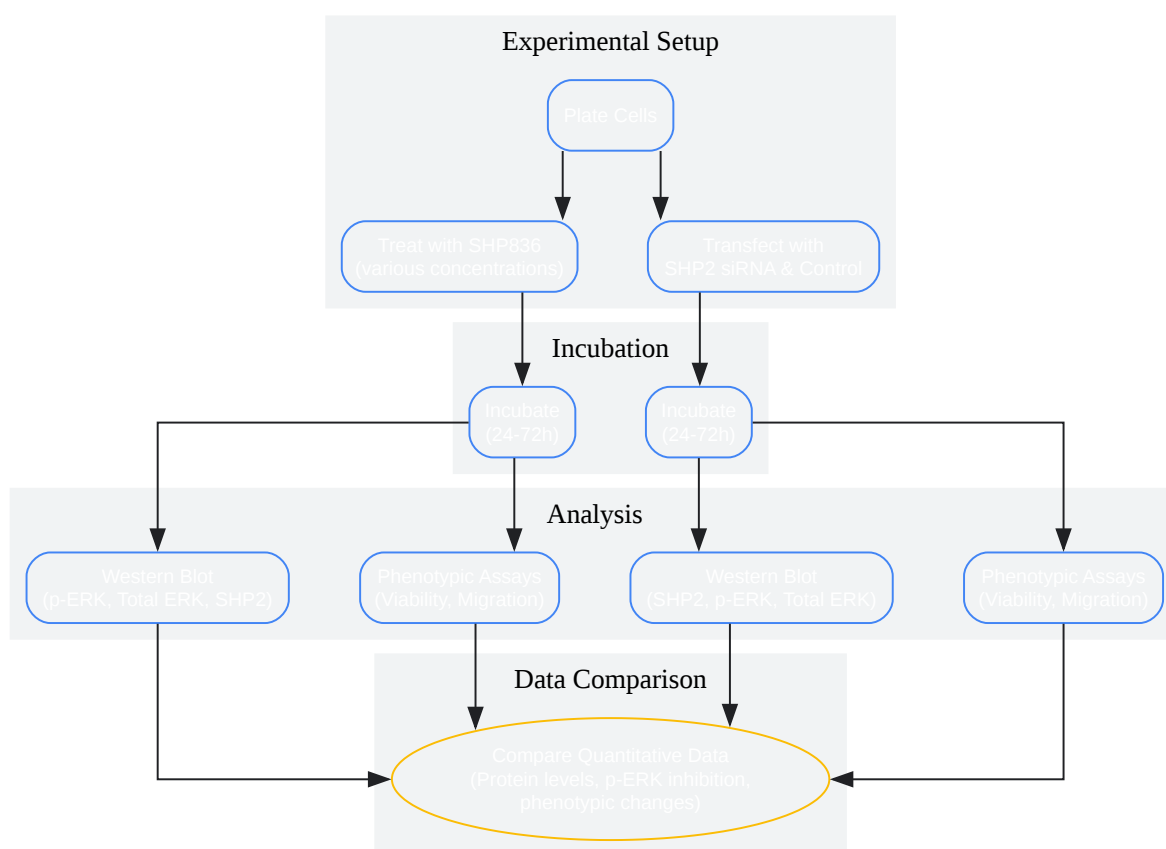 Experimental Setup
Plate Cells
Treat with SHP836
(various concentrations)
Transfect with
SHP2 siRNA & Control
Incubation
Incubate
(24-72h)
Incubate
(24-72h)
Analysis
Western Blot
(p-ERK, Total ERK, SHP2)
Phenotypic Assays
(Viability, Migration)
Western Blot
(SHP2, p-ERK, Total ERK)
Phenotypic Assays
(Viability, Migration)
Data Comparison
Compare Quantitative Data
(Protein levels, p-ERK inhibition,
phenotypic changes)